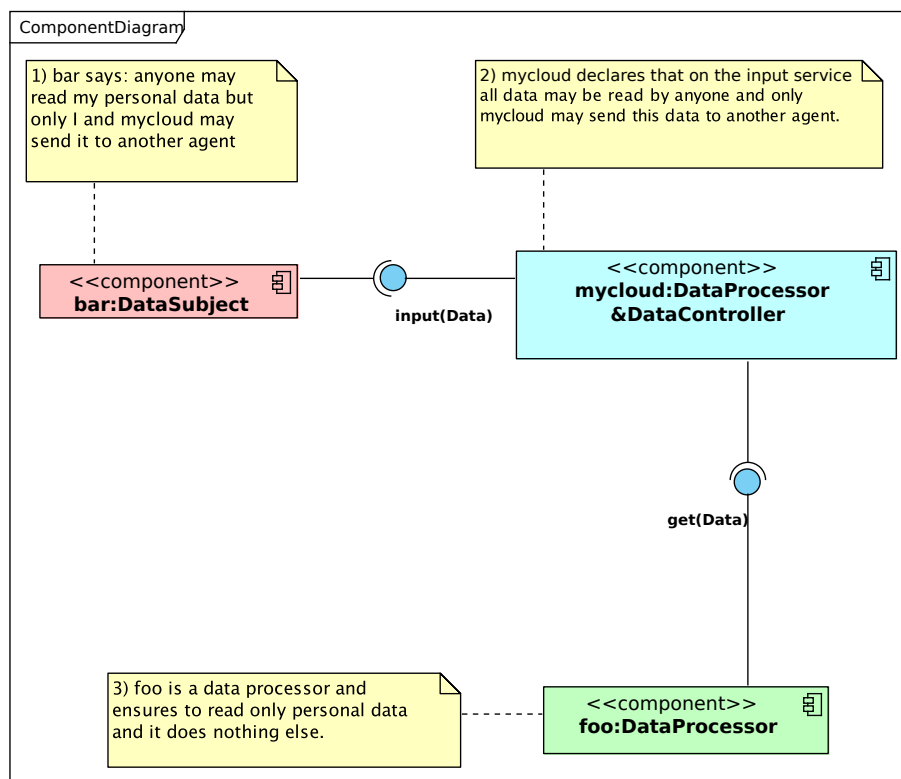 ComponentDiagram
1) bar says: anyone may
read my personal data but
only I and mycloud may
send it to another agent
2) mycloud declares that on the input service
all data may be read by anyone and only
mycloud may send this data to another agent.
<<component>>
bar:DataSubject
input(Data)
<<component>>
mycloud:DataProcessor
&DataController
get(Data)
3) foo is a data processor and
ensures to read only personal data
and it does nothing else.
<<component>>
foo:DataProcessor